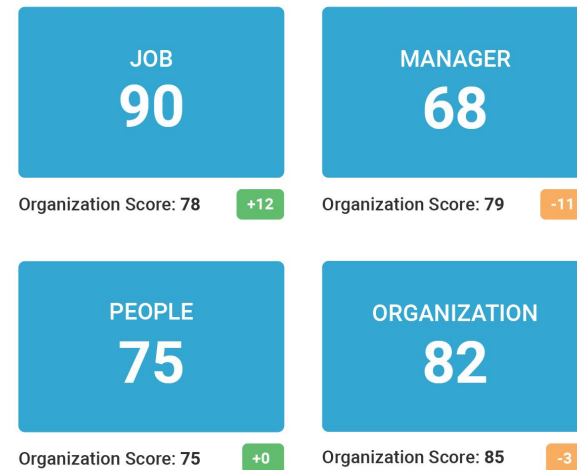 JOB
90
Organization Score: 78
+12
MANAGER
68
Organization Score: 79
-11
PEOPLE
75
Organization Score: 75
+0
ORGANIZATION
82
Organization Score: 85
-3